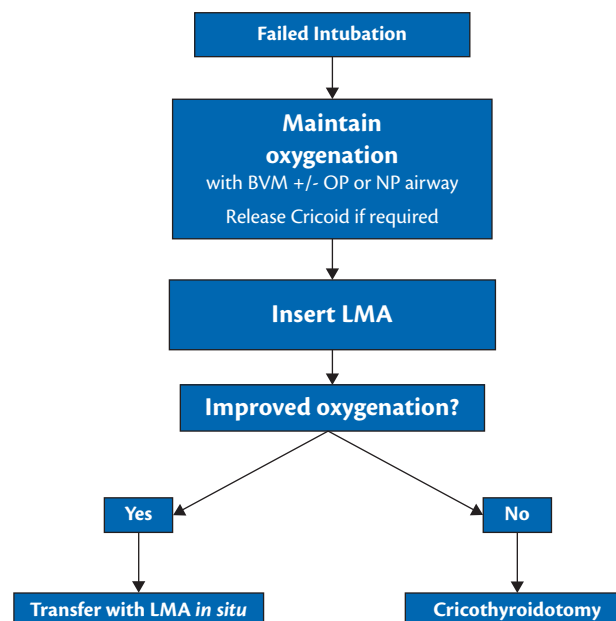 Failed Intubation
Maintain
oxygenation
with BVM +/- OP or NP airway
Release Cricoid if required
Insert LMA
Improved oxygenation?
Yes
No
Transfer with LMA in situ
Cricothyroidotomy